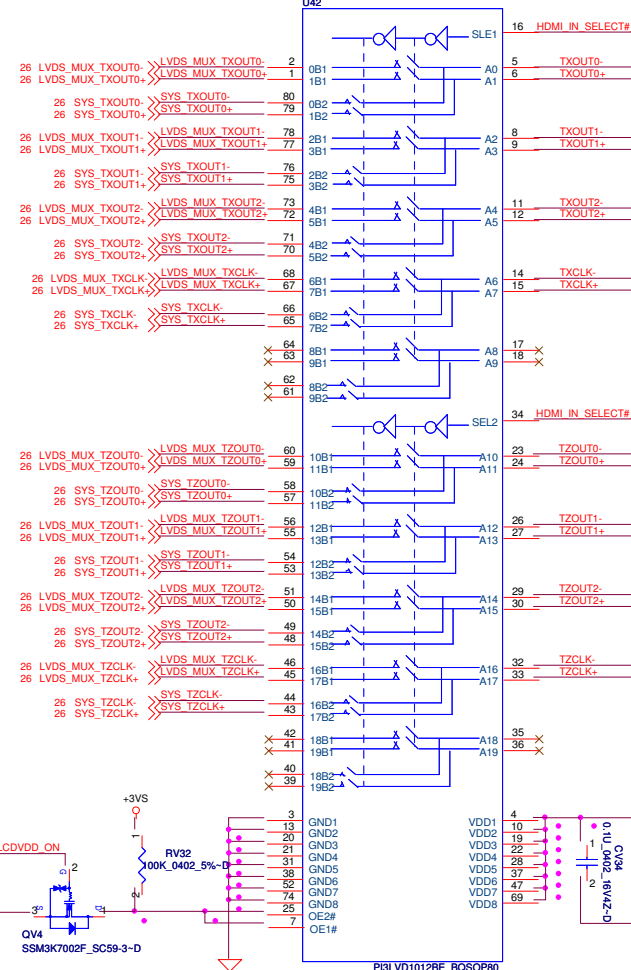 U42
SLE1 16 HDMI_IN_SELECT#
26 LVDS_MUX_TXOUT0- LVDS_MUX_TXOUT0- 2 0B1 A0 5 TXOUT0-
26 LVDS_MUX_TXOUT0+ LVDS_MUX_TXOUT0+ 1 1B1 A1 6 TXOUT0+
26 SYS_TXOUT0- SYS_TXOUT0- 80 0B2
26 SYS_TXOUT0+ SYS_TXOUT0+ 79 1B2
26 LVDS_MUX_TXOUT1- LVDS_MUX_TXOUT1- 78 2B1 A2 8 TXOUT1-
26 LVDS_MUX_TXOUT1+ LVDS_MUX_TXOUT1+ 77 3B1 A3 9 TXOUT1+
26 SYS_TXOUT1- SYS_TXOUT1- 76 2B2
26 SYS_TXOUT1+ SYS_TXOUT1+ 75 3B2
26 LVDS_MUX_TXOUT2- LVDS_MUX_TXOUT2- 73 4B1 A4 11 TXOUT2-
26 LVDS_MUX_TXOUT2+ LVDS_MUX_TXOUT2+ 72 5B1 A5 12 TXOUT2+
26 SYS_TXOUT2- SYS_TXOUT2- 71 4B2
26 SYS_TXOUT2+ SYS_TXOUT2+ 70 5B2
26 LVDS_MUX_TXCLK- LVDS_MUX_TXCLK- 68 6B1 A6 14 TXCLK-
26 LVDS_MUX_TXCLK+ LVDS_MUX_TXCLK+ 67 7B1 A7 15 TXCLK+
26 SYS_TXCLK- SYS_TXCLK- 66 6B2
26 SYS_TXCLK+ SYS_TXCLK+ 65 7B2
64 8B1 A8 17
63 9B1 A9 18
62 8B2
61 9B2
SEL2 34 HDMI_IN_SELECT#
26 LVDS_MUX_TZOUT0- LVDS_MUX_TZOUT0- 60 10B1 A10 23 TZOUT0-
26 LVDS_MUX_TZOUT0+ LVDS_MUX_TZOUT0+ 59 11B1 A11 24 TZOUT0+
26 SYS_TZOUT0- SYS_TZOUT0- 58 10B2
26 SYS_TZOUT0+ SYS_TZOUT0+ 57 11B2
26 LVDS_MUX_TZOUT1- LVDS_MUX_TZOUT1- 56 12B1 A12 26 TZOUT1-
26 LVDS_MUX_TZOUT1+ LVDS_MUX_TZOUT1+ 55 13B1 A13 27 TZOUT1+
26 SYS_TZOUT1- SYS_TZOUT1- 54 12B2
26 SYS_TZOUT1+ SYS_TZOUT1+ 53 13B2
26 LVDS_MUX_TZOUT2- LVDS_MUX_TZOUT2- 51 14B1 A14 29 TZOUT2-
26 LVDS_MUX_TZOUT2+ LVDS_MUX_TZOUT2+ 50 15B1 A15 30 TZOUT2+
26 SYS_TZOUT2- SYS_TZOUT2- 49 14B2
26 SYS_TZOUT2+ SYS_TZOUT2+ 48 15B2
26 LVDS_MUX_TZCLK- LVDS_MUX_TZCLK- 46 16B1 A16 32 TZCLK-
26 LVDS_MUX_TZCLK+ LVDS_MUX_TZCLK+ 45 17B1 A17 33 TZCLK+
26 SYS_TZCLK- SYS_TZCLK- 44 16B2
26 SYS_TZCLK+ SYS_TZCLK+ 43 17B2
42 18B1 A18 35
41 19B1 A19 36
40 18B2
39 19B2
3 GND1 VDD1 4
13 GND2 VDD2 10
20 GND3 VDD3 19
21 GND4 VDD4 22
31 GND5 VDD5 28
38 GND6 VDD6 37
52 GND7 VDD7 47
74 GND8 VDD8 69
25 OE2#
7 OE1#
+3VS
1
RV32
100K_0402_5%~D
2
LCDVDD_ON
2
G
3 S D 1
QV4
SSM3K7002F_SC59-3~D
1
2
CV34
0.1U_0402_16V4Z~D
PI3LVD1012BE_BQSOP80